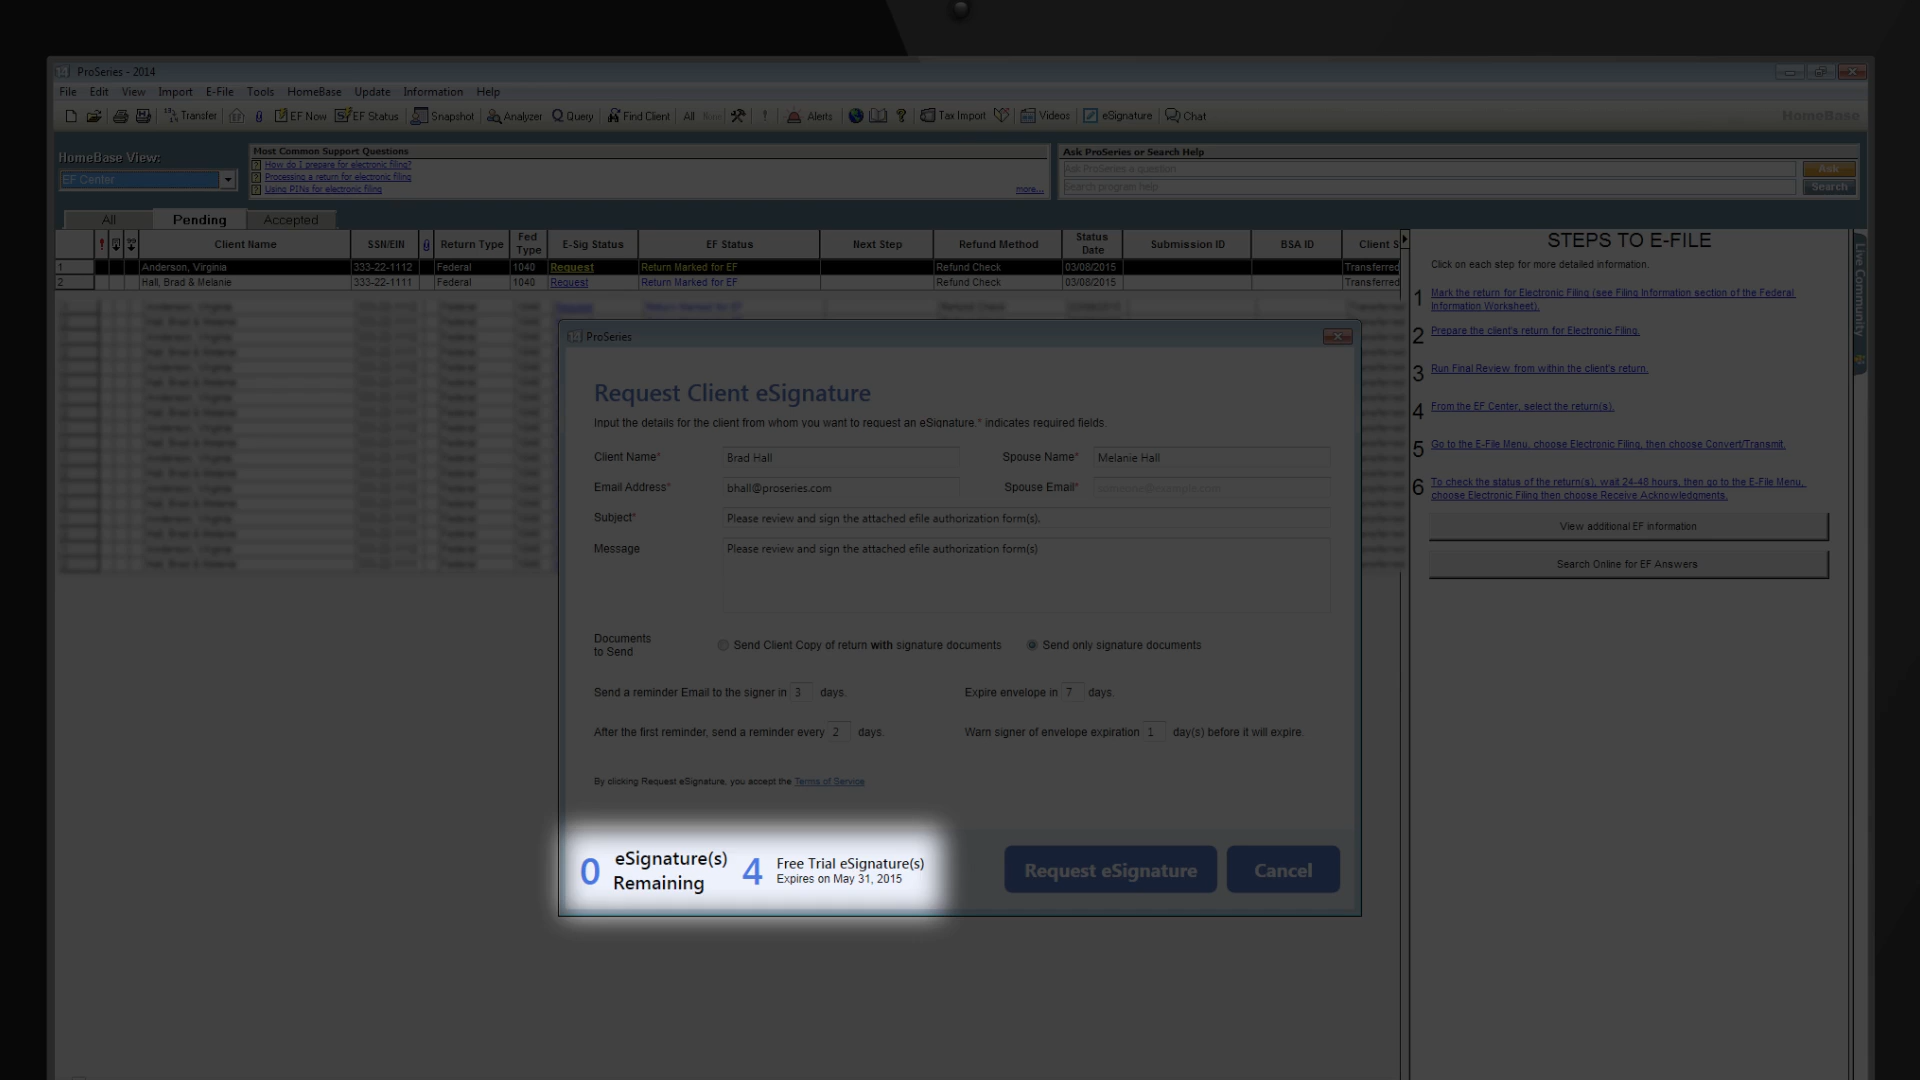 ProSeries - 2014
File Edit View Import E-File Tools HomeBase Update Information Help
Transfer EF Now EF Status Snapshot Analyzer Query Find Client All Alerts Tax Import Videos eSignature Chat HomeBase
HomeBase View:
EF Center
Most Common Support Questions
How do I prepare for electronic filing?
Processing a return for electronic filing
Using PINs for electronic filing
more...
Ask ProSeries or Search Help
Ask ProSeries a question
Ask
Search program help
Search
All Pending Accepted
Client Name SSN/EIN Return Type Fed Type E-Sig Status EF Status Next Step Refund Method Status Date Submission ID BSA ID Client S
1 Anderson, Virginia 333-22-1112 Federal 1040 Request Return Marked for EF Refund Check 03/08/2015 Transferred
2 Hall, Brad & Melanie 333-22-1111 Federal 1040 Request Return Marked for EF Refund Check 03/08/2015 Transferred
ProSeries
Request Client eSignature
Input the details for the client from whom you want to request an eSignature.* indicates required fields.
Client Name* Brad Hall Spouse Name* Melanie Hall
Email Address* bhall@proseries.com Spouse Email* someone@example.com
Subject* Please review and sign the attached efile authorization form(s).
Message Please review and sign the attached efile authorization form(s)
Documents
to Send
Send Client Copy of return with signature documents Send only signature documents
Send a reminder Email to the signer in 3 days. Expire envelope in 7 days.
After the first reminder, send a reminder every 2 days. Warn signer of envelope expiration 1 day(s) before it will expire.
By clicking Request eSignature, you accept the Terms of Service
0 eSignature(s)
Remaining
4 Free Trial eSignature(s)
Expires on May 31, 2015
Request eSignature Cancel
STEPS TO E-FILE
Click on each step for more detailed information.
1 Mark the return for Electronic Filing (see Filing Information section of the Federal
Information Worksheet).
2 Prepare the client's return for Electronic Filing.
3 Run Final Review from within the client's return.
4 From the EF Center, select the return(s).
5 Go to the E-File Menu, choose Electronic Filing, then choose Convert/Transmit.
6 To check the status of the return(s), wait 24-48 hours, then go to the E-File Menu,
choose Electronic Filing then choose Receive Acknowledgments.
View additional EF information
Search Online for EF Answers
Live Community